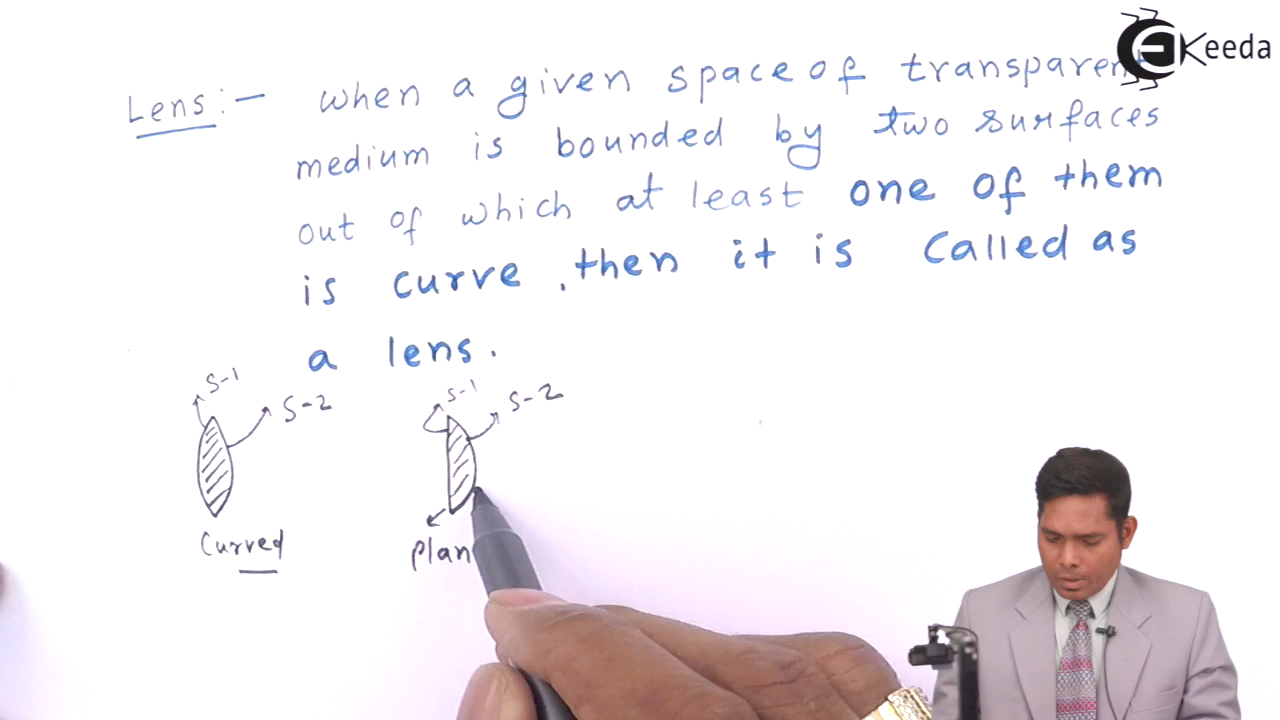 EKeeda
Lens:- When a given space of transparent
medium is bounded by two surfaces
out of which at least one of them
is curve, then it is called as
a lens.
S-1 S-2 S-1 S-2
Curved Plan